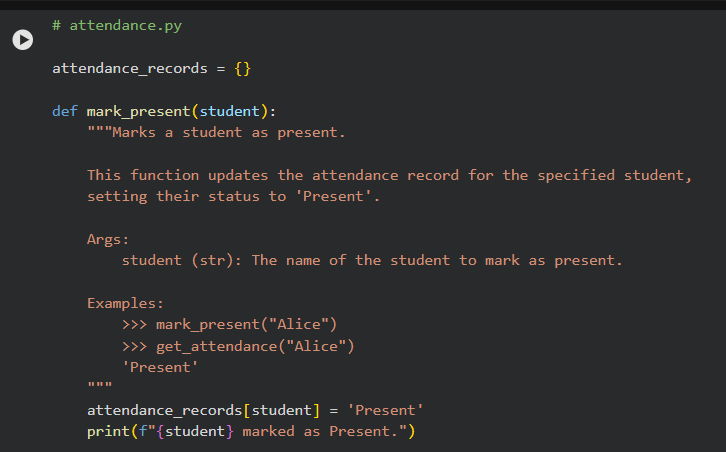 # attendance.py
attendance_records = {}
def mark_present(student):
"""Marks a student as present.
This function updates the attendance record for the specified student,
setting their status to 'Present'.
Args:
student (str): The name of the student to mark as present.
Examples:
>>> mark_present("Alice")
>>> get_attendance("Alice")
'Present'
"""
attendance_records[student] = 'Present'
print(f"{student} marked as Present.")